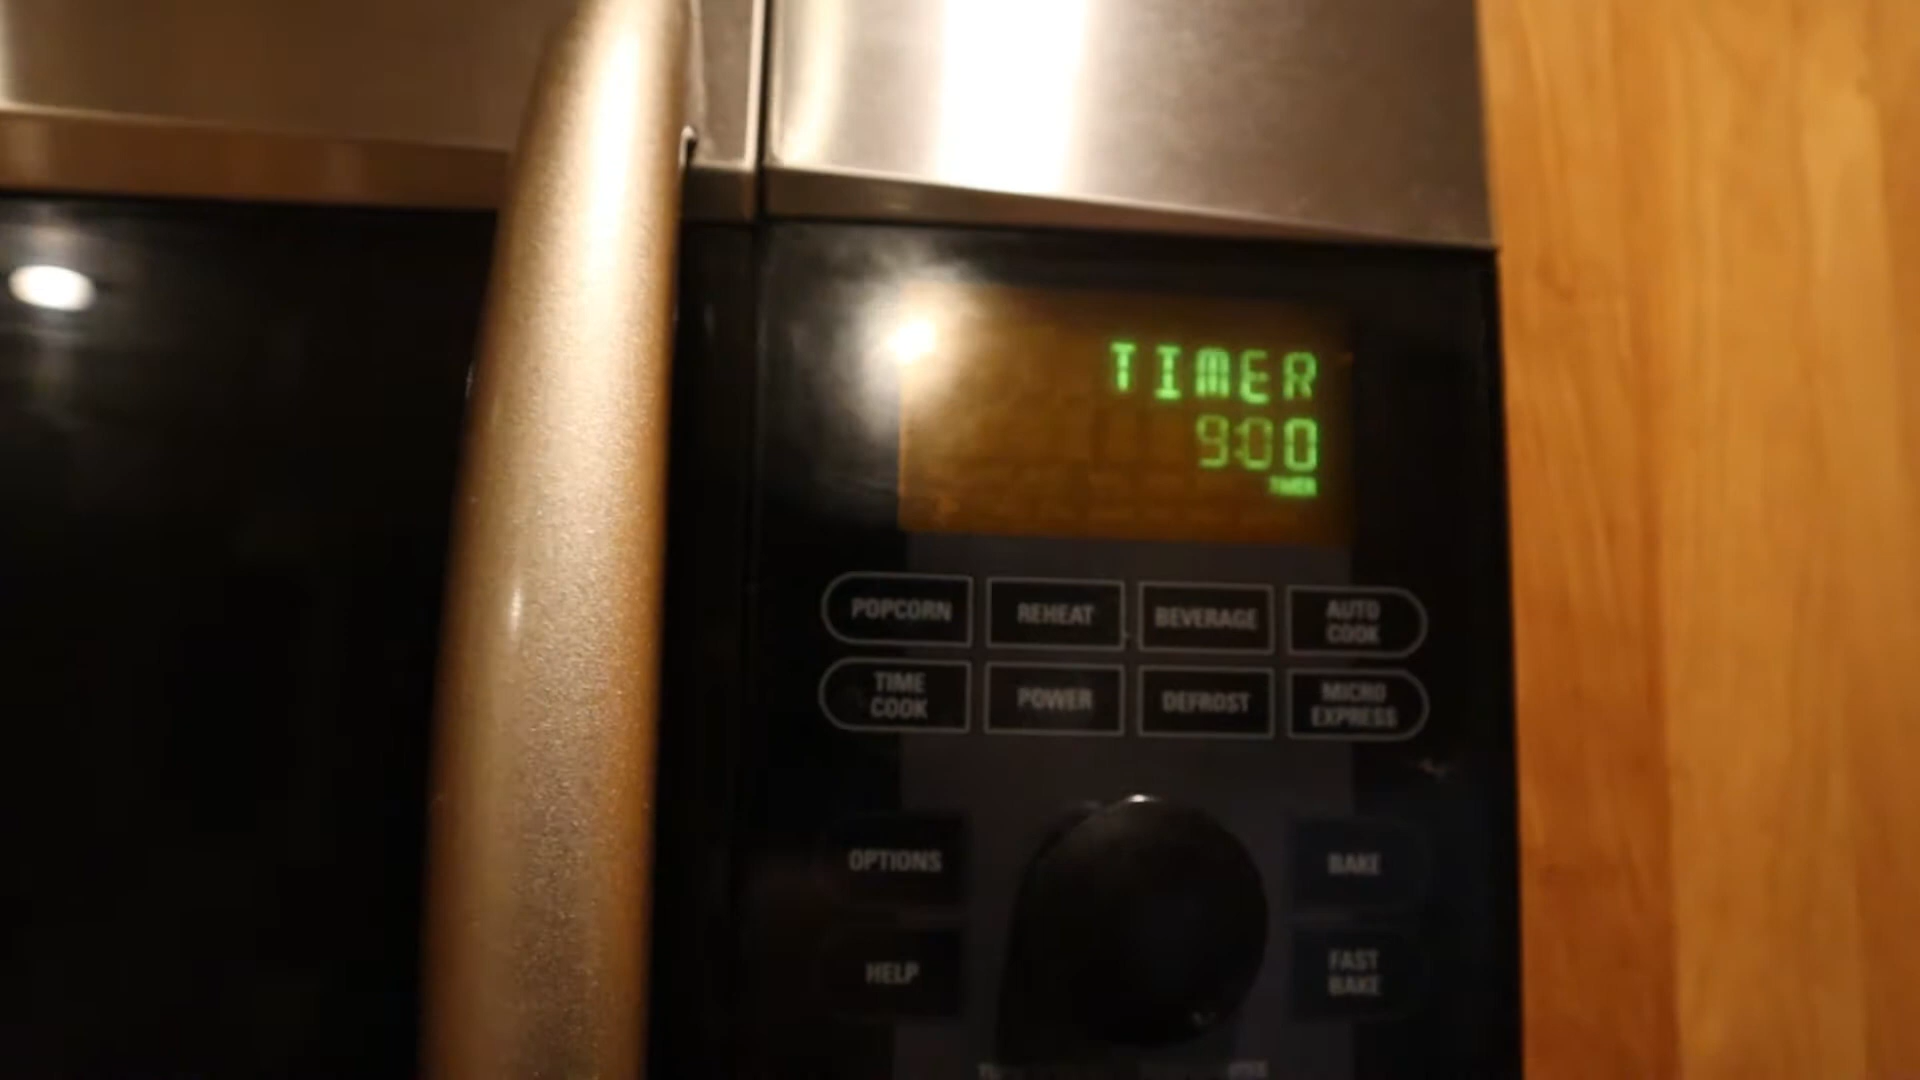 TIMER
9:00
TIMER
POPCORN
REHEAT
BEVERAGE
AUTO
COOK
TIME
COOK
POWER
DEFROST
MICRO
EXPRESS
OPTIONS
BAKE
HELP
FAST
BAKE